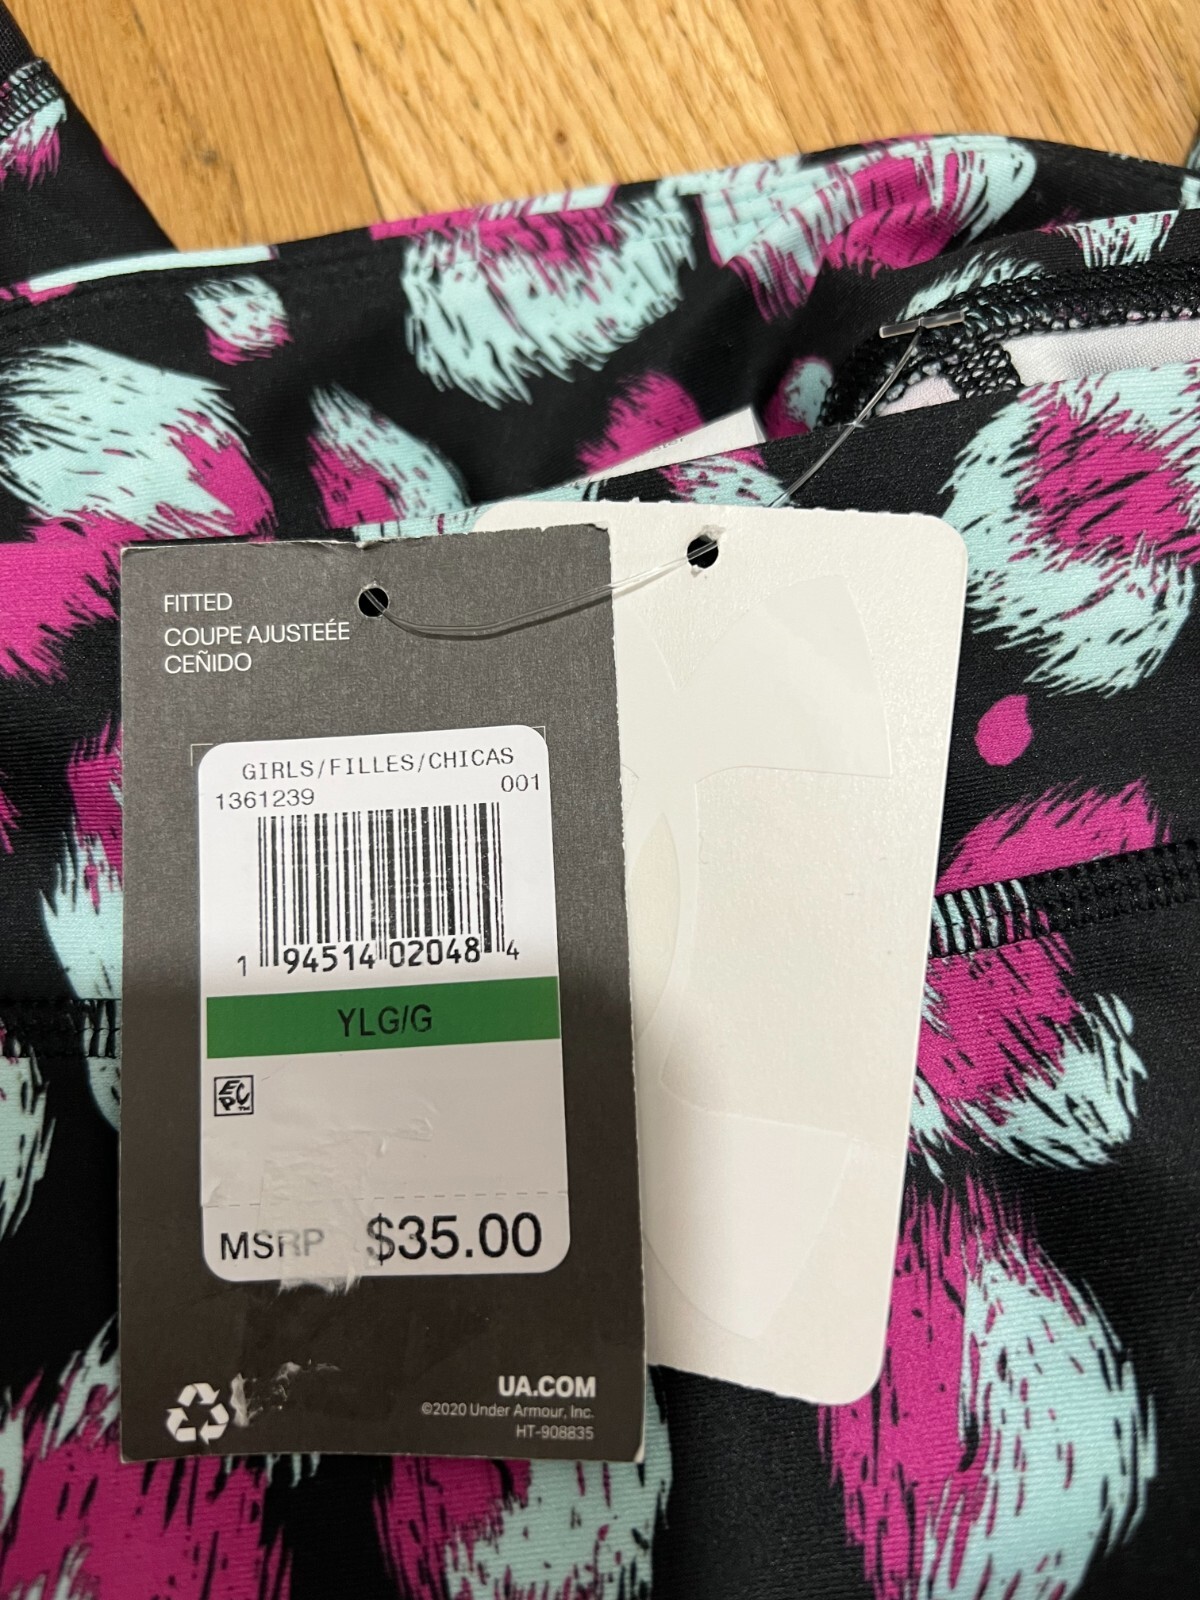 FITTED
COUPE AJUSTEÉE
CEÑIDO
GIRLS/FILLES/CHICAS
1361239 001
1 94514 02048 4
YLG/G
EPC™
MSRP $35.00
UA.COM
©2020 Under Armour, Inc.
HT-908835